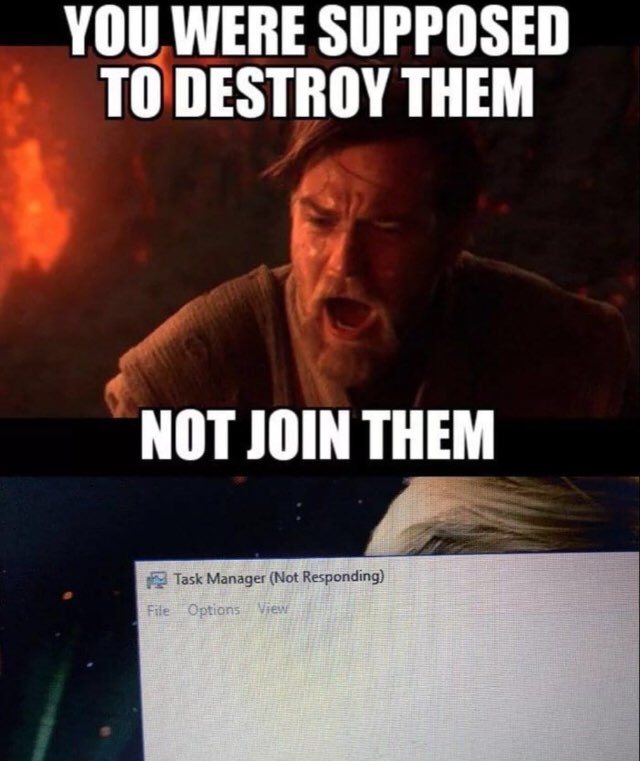 YOU WERE SUPPOSED
TO DESTROY THEM
NOT JOIN THEM
Task Manager (Not Responding)
File Options View